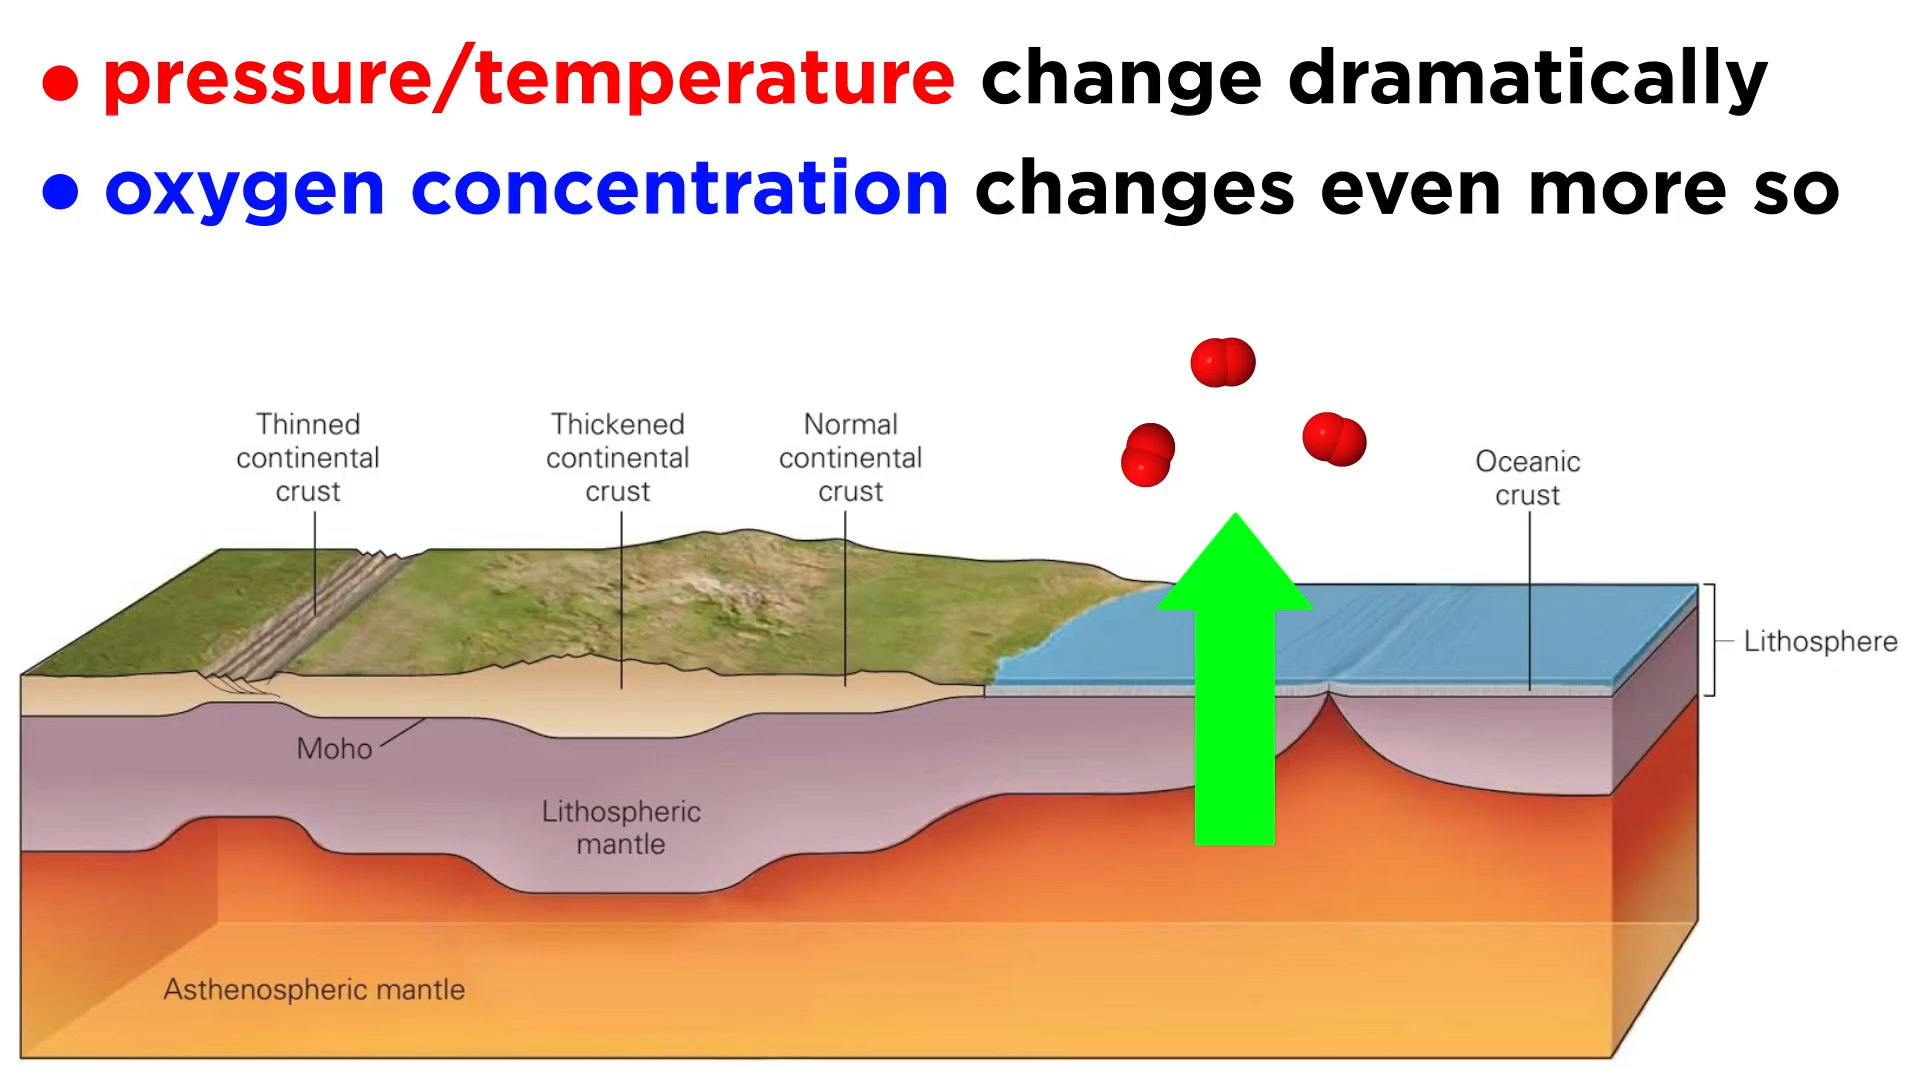 • pressure/temperature change dramatically
• oxygen concentration changes even more so
Thinned
continental
crust
Thickened
continental
crust
Normal
continental
crust
Oceanic
crust
Lithosphere
Moho
Lithospheric
mantle
Asthenospheric mantle